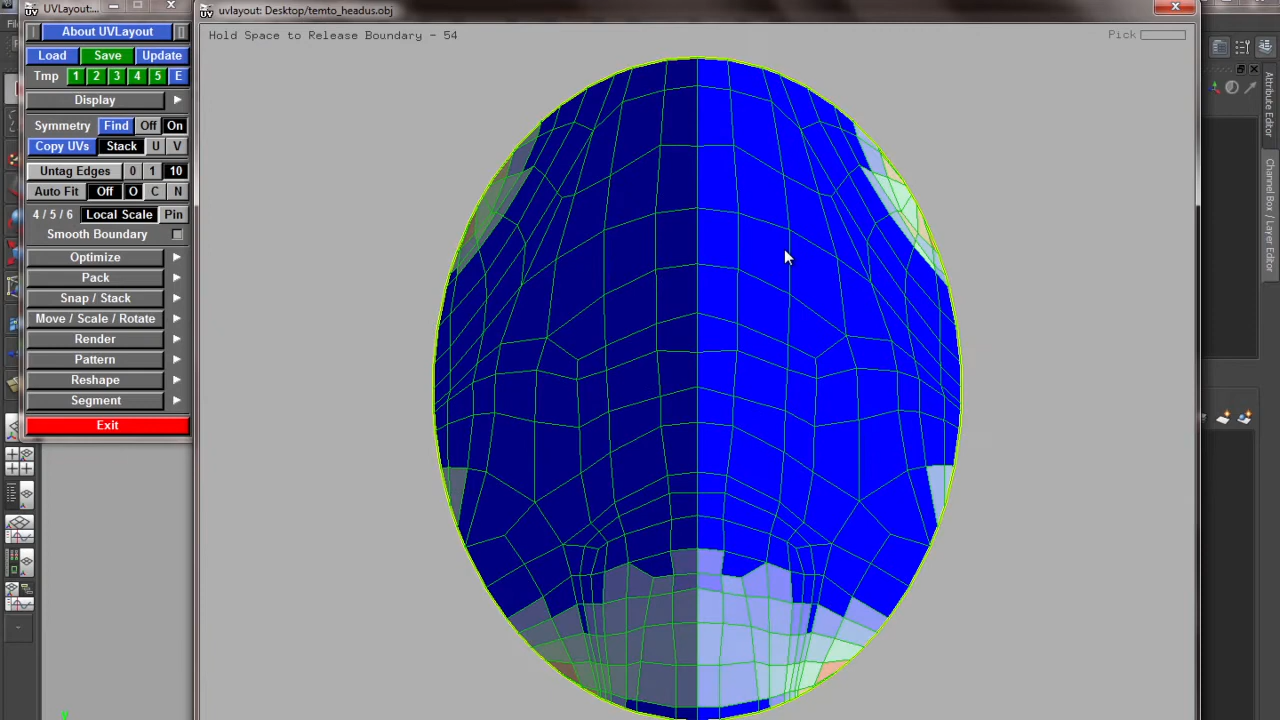 UVLayout:...
uvlayout: Desktop/temto_headus.obj
Hold Space to Release Boundary - 54
Pick
About UVLayout
Load Save Update
Tmp 1 2 3 4 5 E
Display
Symmetry Find Off On
Copy UVs Stack U V
Untag Edges 0 1 10
Auto Fit Off O C N
4 / 5 / 6 Local Scale Pin
Smooth Boundary
Optimize
Pack
Snap / Stack
Move / Scale / Rotate
Render
Pattern
Reshape
Segment
Exit
Attribute Editor
Channel Box / Layer Editor